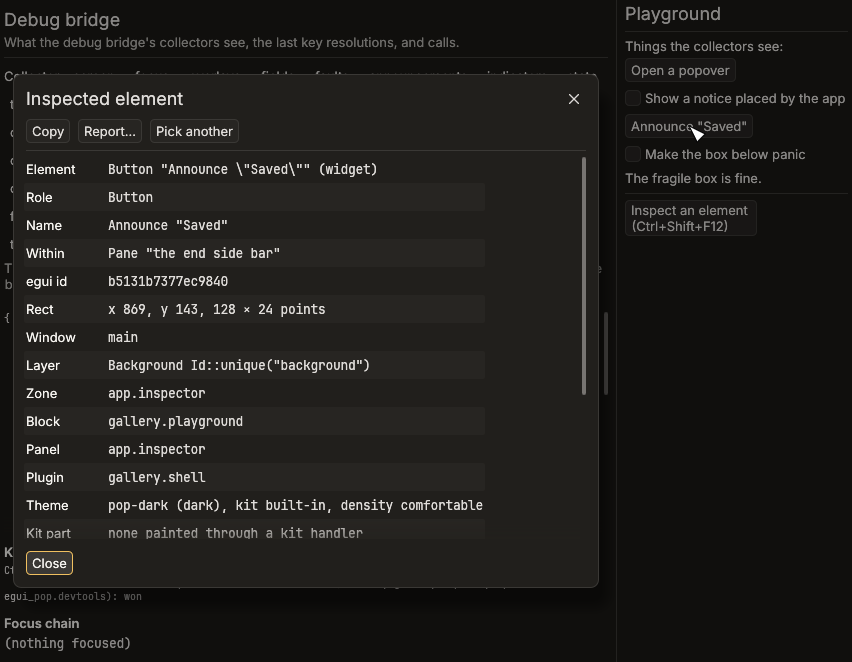 Debug bridge
What the debug bridge's collectors see, the last key resolutions, and calls.
Inspected element
Copy
Report...
Pick another
Element Button "Announce \"Saved\"" (widget)
Role Button
Name Announce "Saved"
Within Pane "the end side bar"
egui id b5131b7377ec9840
Rect x 869, y 143, 128 × 24 points
Window main
Layer Background Id::unique("background")
Zone app.inspector
Block gallery.playground
Panel app.inspector
Plugin gallery.shell
Theme pop-dark (dark), kit built-in, density comfortable
Kit part none painted through a kit handler
Close
egui_pop.devtools): won
Focus chain
(nothing focused)
Playground
Things the collectors see:
Open a popover
Show a notice placed by the app
Announce "Saved"
Make the box below panic
The fragile box is fine.
Inspect an element
(Ctrl+Shift+F12)